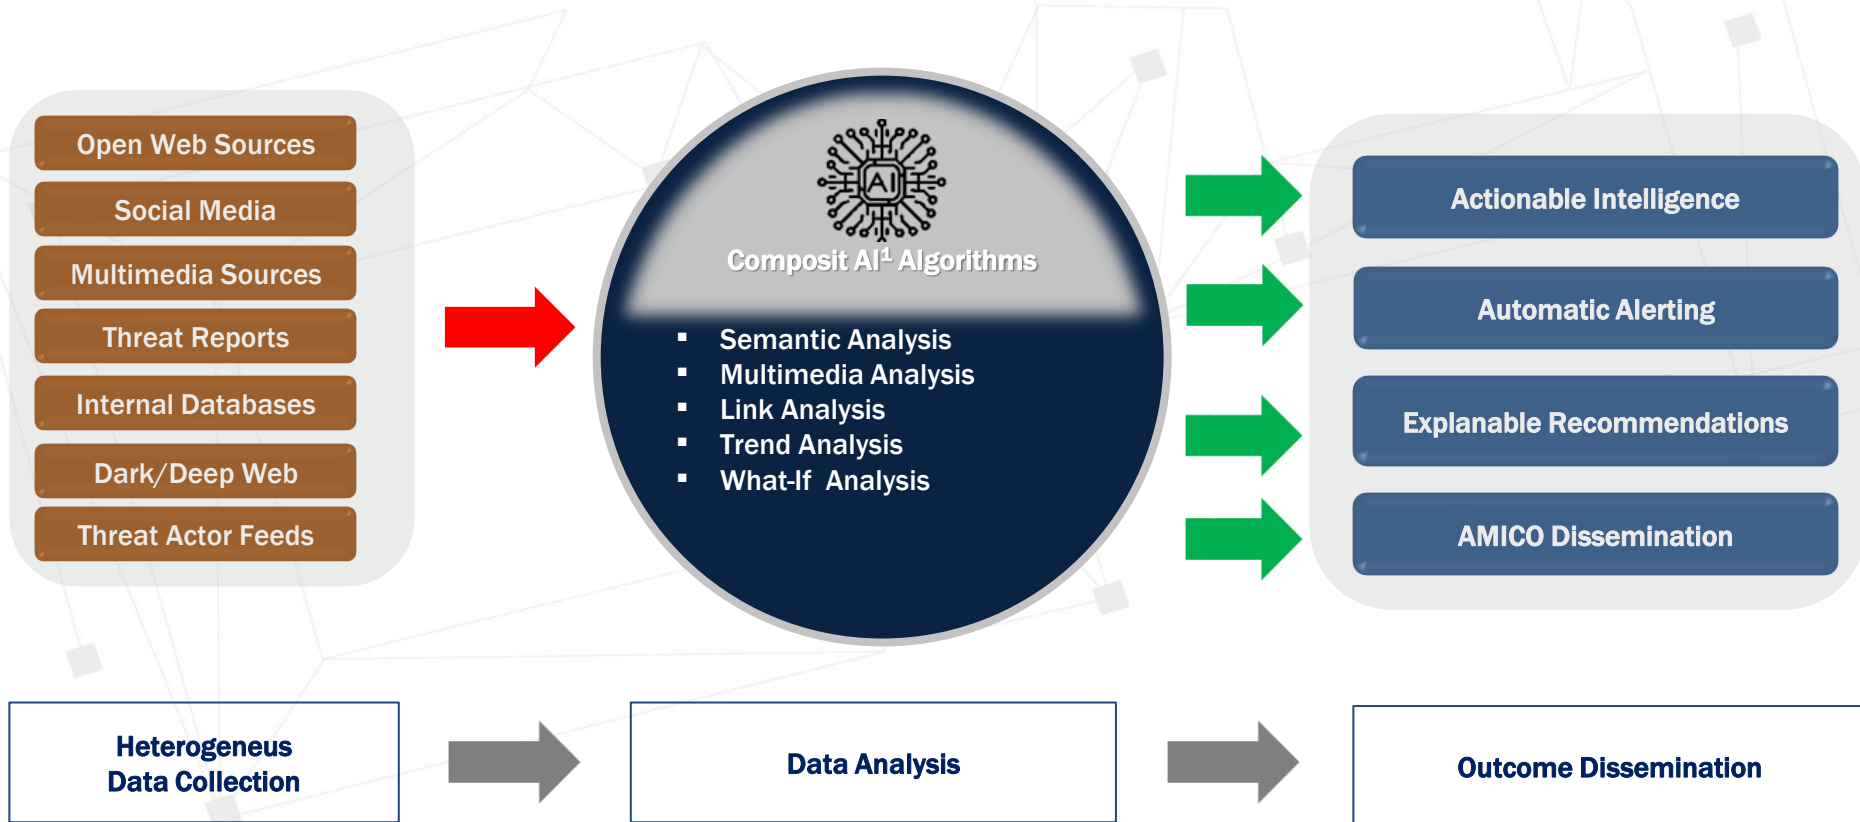 Open Web Sources
Social Media
Multimedia Sources
Threat Reports
Internal Databases
Dark/Deep Web
Threat Actor Feeds
AI
Composit AI¹ Algorithms
▪ Semantic Analysis
▪ Multimedia Analysis
▪ Link Analysis
▪ Trend Analysis
▪ What-If Analysis
Actionable Intelligence
Automatic Alerting
Explanable Recommendations
AMICO Dissemination
Heterogeneus
Data Collection
Data Analysis
Outcome Dissemination